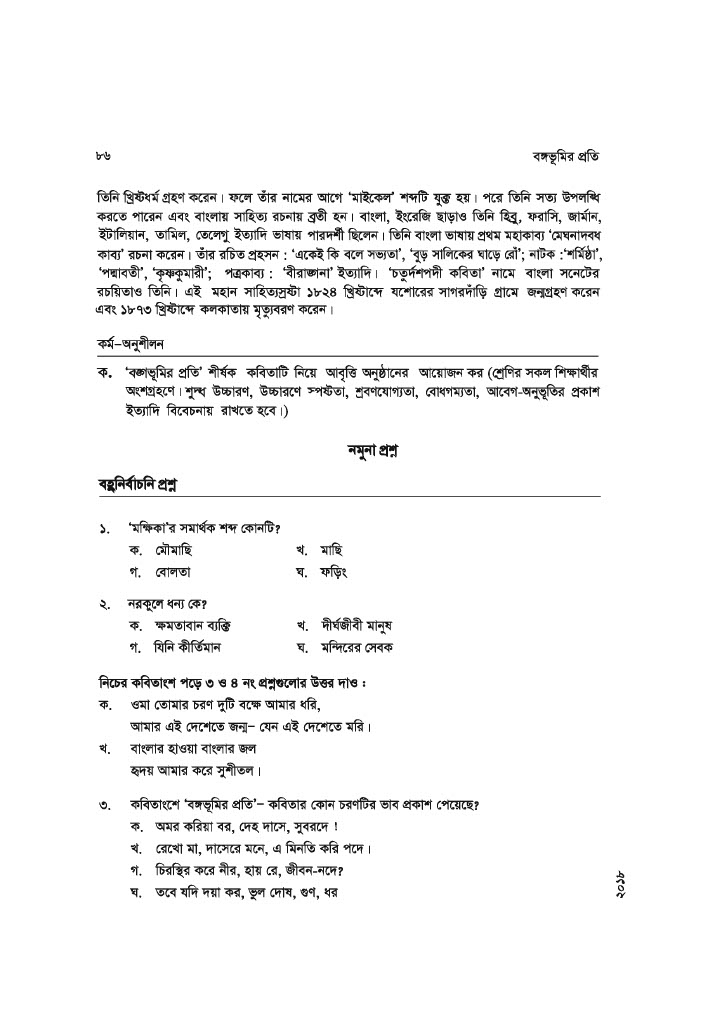 ৮৬ বঙ্গভূমির প্রতি
তিনি খ্রিষ্টধর্ম গ্রহণ করেন। ফলে তাঁর নামের আগে ‘মাইকেল’ শব্দটি যুক্ত হয়। পরে তিনি সত্য উপলব্ধি
করতে পারেন এবং বাংলায় সাহিত্য রচনায় ব্রতী হন। বাংলা, ইংরেজি ছাড়াও তিনি হিব্রু, ফরাসি, জার্মান,
ইটালিয়ান, তামিল, তেলেগু ইত্যাদি ভাষায় পারদর্শী ছিলেন। তিনি বাংলা ভাষায় প্রথম মহাকাব্য ‘মেঘনাদবধ
কাব্য’ রচনা করেন। তাঁর রচিত প্রহসন : ‘একেই কি বলে সভ্যতা’, ‘বুড় সালিকের ঘাড়ে রোঁ’; নাটক :‘শর্মিষ্ঠা’,
‘পদ্মাবতী’, ‘কৃষ্ণকুমারী’; পত্রকাব্য : ‘বীরাঙ্গনা’ ইত্যাদি। ‘চতুর্দশপদী কবিতা’ নামে বাংলা সনেটের
রচয়িতাও তিনি। এই মহান সাহিত্যস্রষ্টা ১৮২৪ খ্রিষ্টাব্দে যশোরের সাগরদাঁড়ি গ্রামে জন্মগ্রহণ করেন
এবং ১৮৭৩ খ্রিষ্টাব্দে কলকাতায় মৃত্যুবরণ করেন।
কর্ম–অনুশীলন
ক. ‘বঙ্গভূমির প্রতি’ শীর্ষক কবিতাটি নিয়ে আবৃত্তি অনুষ্ঠানের আয়োজন কর (শ্রেণির সকল শিক্ষার্থীর
অংশগ্রহণে। শুদ্ধ উচ্চারণ, উচ্চারণে স্পষ্টতা, শ্রবণযোগ্যতা, বোধগম্যতা, আবেগ-অনুভূতির প্রকাশ
ইত্যাদি বিবেচনায় রাখতে হবে।)
নমুনা প্রশ্ন
বহুনির্বাচনি প্রশ্ন
১. ‘মক্ষিকা’র সমার্থক শব্দ কোনটি?
ক. মৌমাছি খ. মাছি
গ. বোলতা ঘ. ফড়িং
২. নরকুলে ধন্য কে?
ক. ক্ষমতাবান ব্যক্তি খ. দীর্ঘজীবী মানুষ
গ. যিনি কীর্তিমান ঘ. মন্দিরের সেবক
নিচের কবিতাংশ পড়ে ৩ ও ৪ নং প্রশ্নগুলোর উত্তর দাও :
ক. ওমা তোমার চরণ দুটি বক্ষে আমার ধরি,
আমার এই দেশেতে জন্ম– যেন এই দেশেতে মরি।
খ. বাংলার হাওয়া বাংলার জল
হৃদয় আমার করে সুশীতল।
৩. কবিতাংশে ‘বঙ্গভূমির প্রতি’– কবিতার কোন চরণটির ভাব প্রকাশ পেয়েছে?
ক. অমর করিয়া বর, দেহ দাসে, সুবরদে !
খ. রেখো মা, দাসেরে মনে, এ মিনতি করি পদে।
গ. চিরস্থির কবে নীর, হায় রে, জীবন-নদে?
ঘ. তবে যদি দয়া কর, ভুল দোষ, গুণ, ধর
২০১৮